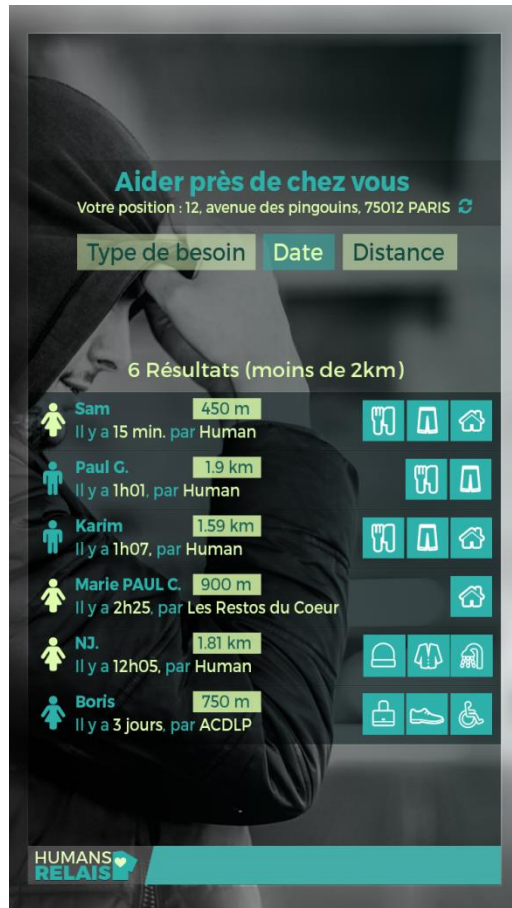 Aider près de chez vous
Votre position : 12, avenue des pingouins, 75012 PARIS
Type de besoin Date Distance
6 Résultats (moins de 2km)
Sam 450 m
Il y a 15 min. par Human
Paul G. 1.9 km
Il y a 1h01, par Human
Karim 1.59 km
Il y a 1h07, par Human
Marie PAUL C. 900 m
Il y a 2h25, par Les Restos du Coeur
NJ. 1.81 km
Il y a 12h05, par Human
Boris 750 m
Il y a 3 jours, par ACDLP
HUMANS
RELAIS